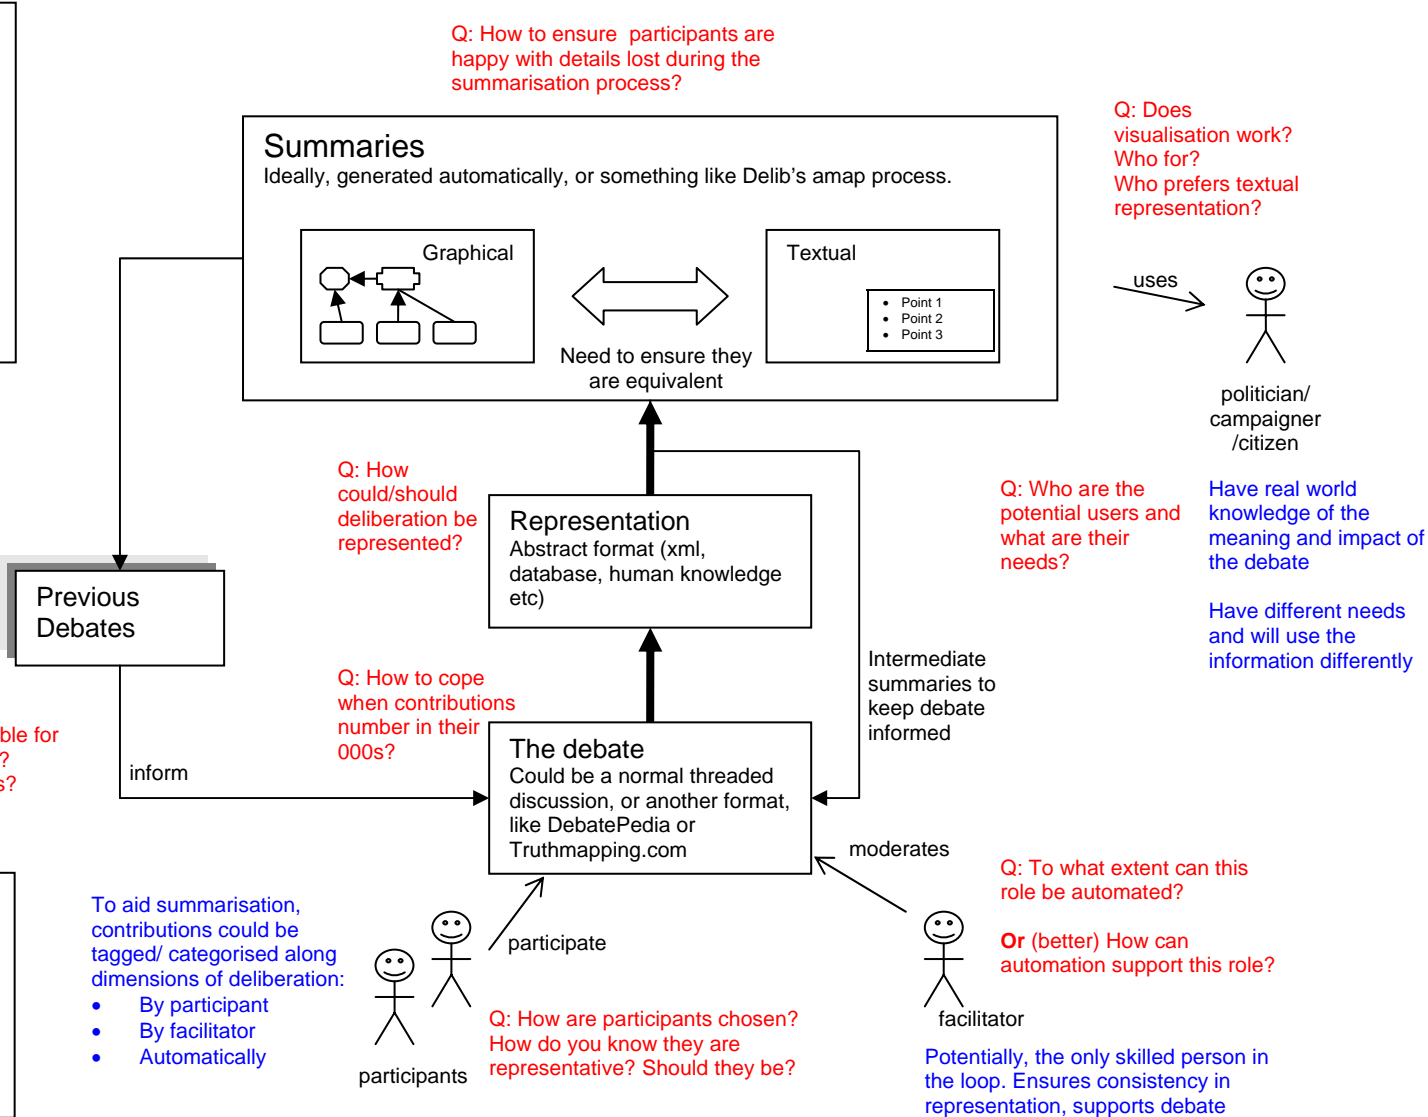 Q: How to ensure  participants are
happy with details lost during the
summarisation process?
Q: Does
visualisation work?
Who for?
Who prefers textual
representation?
Summaries
Ideally, generated automatically, or something like Delib's amap process.
Graphical
Textual
• Point 1
• Point 2
• Point 3
Need to ensure they
are equivalent
uses
politician/
campaigner
/citizen
Q: How
could/should
deliberation be
represented?
Representation
Abstract format (xml,
database, human knowledge
etc)
Q: Who are the
potential users and
what are their
needs?
Have real world
knowledge of the
meaning and impact of
the debate
Have different needs
and will use the
information differently
Previous
Debates
Intermediate
summaries to
keep debate
informed
Q: How to cope
when contributions
number in their
000s?
ble for
?
s?
inform
The debate
Could be a normal threaded
discussion, or another format,
like DebatePedia or
Truthmapping.com
moderates
Q: To what extent can this
role be automated?
Or (better) How can
automation support this role?
To aid summarisation,
contributions could be
tagged/ categorised along
dimensions of deliberation:
• By participant
• By facilitator
• Automatically
participate
participants
Q: How are participants chosen?
How do you know they are
representative? Should they be?
facilitator
Potentially, the only skilled person in
the loop. Ensures consistency in
representation, supports debate